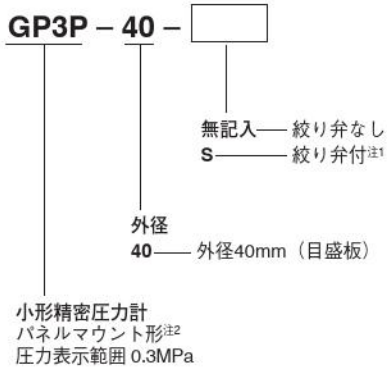 GP3P－40－
無記入 絞り弁なし
S 絞り弁付注1
外径
40 外径40mm（目盛板）
小形精密圧力計
パネルマウント形注2
圧力表示範囲 0.3MPa